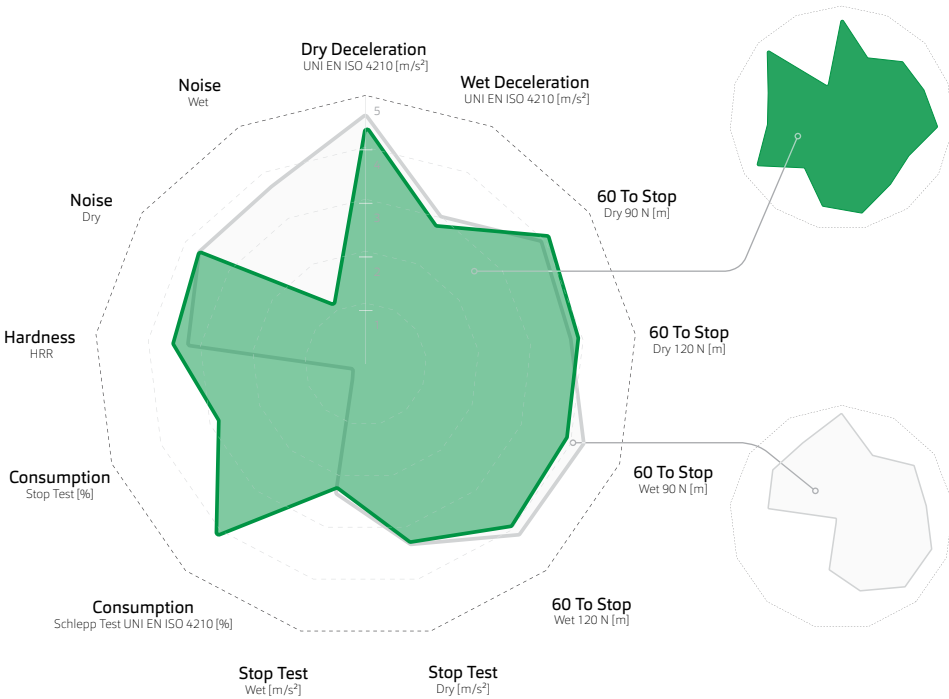 Dry Deceleration
UNI EN ISO 4210 [m/s²]
Wet Deceleration
UNI EN ISO 4210 [m/s²]
Noise
Wet
5
60 To Stop
Dry 90 N [m]
Noise
Dry
60 To Stop
Dry 120 N [m]
Hardness
HRR
60 To Stop
Wet 90 N [m]
Consumption
Stop Test [%]
60 To Stop
Wet 120 N [m]
Consumption
Schlepp Test UNI EN ISO 4210 [%]
Stop Test
Wet [m/s²]
Stop Test
Dry [m/s²]